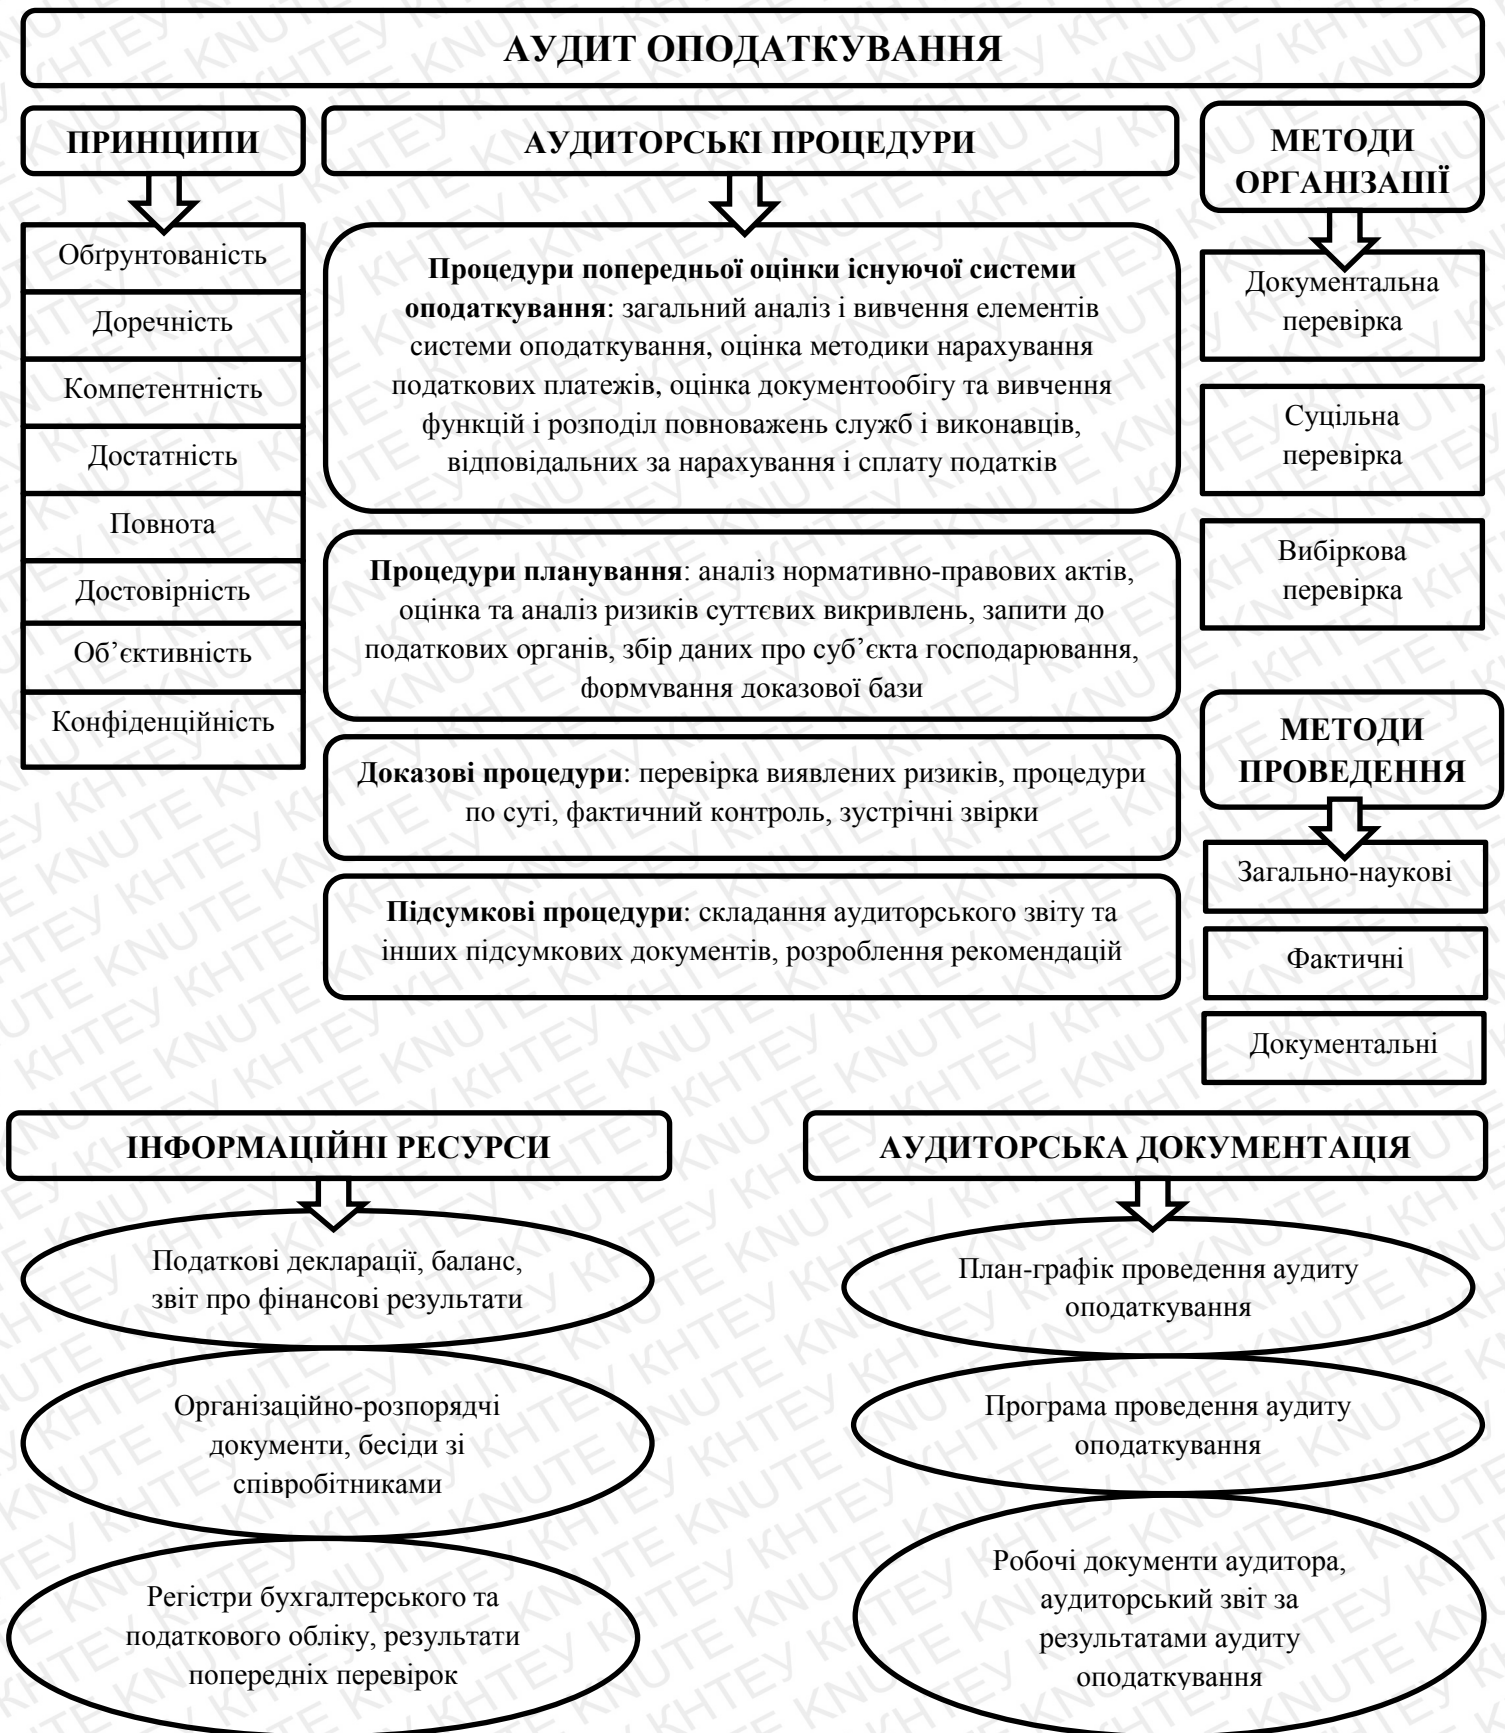 АУДИТ ОПОДАТКУВАННЯ
ПРИНЦИПИ
Обґрунтованість
Доречність
Компетентність
Достатність
Повнота
Достовірність
Об’єктивність
Конфіденційність
АУДИТОРСЬКІ ПРОЦЕДУРИ
Процедури попередньої оцінки існуючої системи
оподаткування: загальний аналіз і вивчення елементів
системи оподаткування, оцінка методики нарахування
податкових платежів, оцінка документообігу та вивчення
функцій і розподіл повноважень служб і виконавців,
відповідальних за нарахування і сплату податків
Процедури планування: аналіз нормативно-правових актів,
оцінка та аналіз ризиків суттєвих викривлень, запити до
податкових органів, збір даних про суб’єкта господарювання,
формування доказової бази
Доказові процедури: перевірка виявлених ризиків, процедури
по суті, фактичний контроль, зустрічні звірки
Підсумкові процедури: складання аудиторського звіту та
інших підсумкових документів, розроблення рекомендацій
МЕТОДИ
ОРГАНІЗАЦІЇ
Документальна
перевірка
Суцільна
перевірка
Вибіркова
перевірка
МЕТОДИ
ПРОВЕДЕННЯ
Загально-наукові
Фактичні
Документальні
ІНФОРМАЦІЙНІ РЕСУРСИ
Податкові декларації, баланс,
звіт про фінансові результати
Організаційно-розпорядчі
документи, бесіди зі
співробітниками
Регістри бухгалтерського та
податкового обліку, результати
попередніх перевірок
АУДИТОРСЬКА ДОКУМЕНТАЦІЯ
План-графік проведення аудиту
оподаткування
Програма проведення аудиту
оподаткування
Робочі документи аудитора,
аудиторський звіт за
результатами аудиту
оподаткування